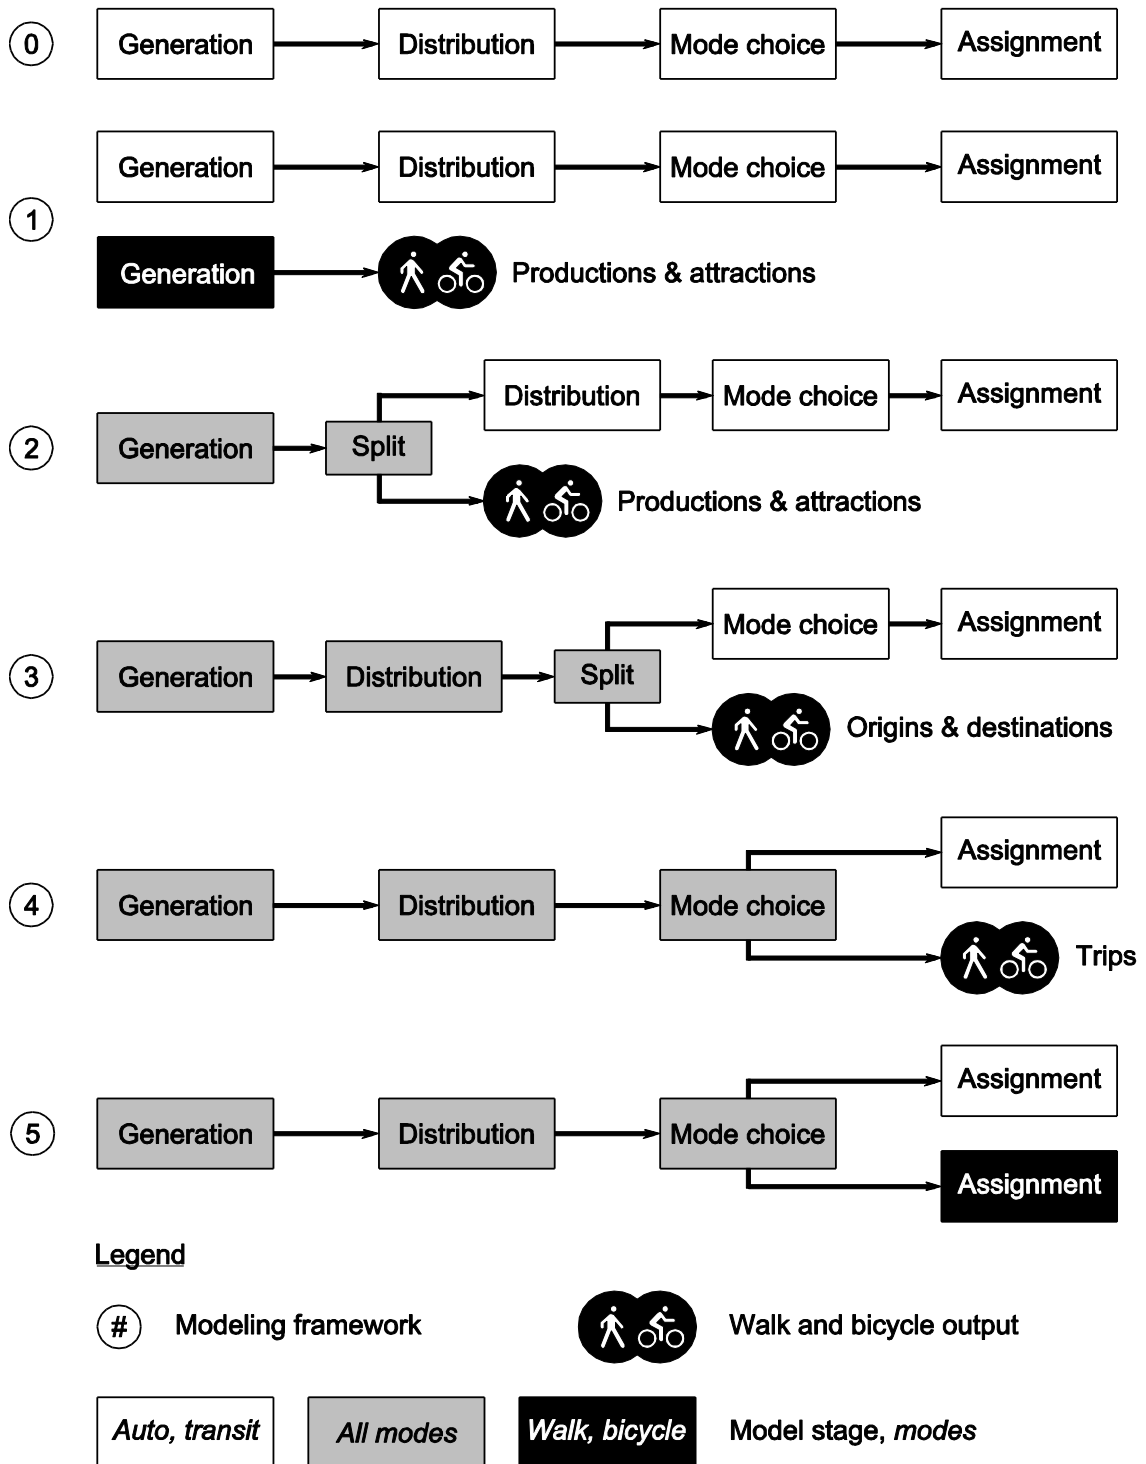 0 Generation Distribution Mode choice Assignment
Generation Distribution Mode choice Assignment
1
Generation Productions & attractions
Distribution Mode choice Assignment
2 Generation Split
Productions & attractions
Mode choice Assignment
3 Generation Distribution Split
Origins & destinations
Assignment
4 Generation Distribution Mode choice
Trips
Assignment
5 Generation Distribution Mode choice
Assignment
Legend
# Modeling framework Walk and bicycle output
Auto, transit All modes Walk, bicycle Model stage, modes